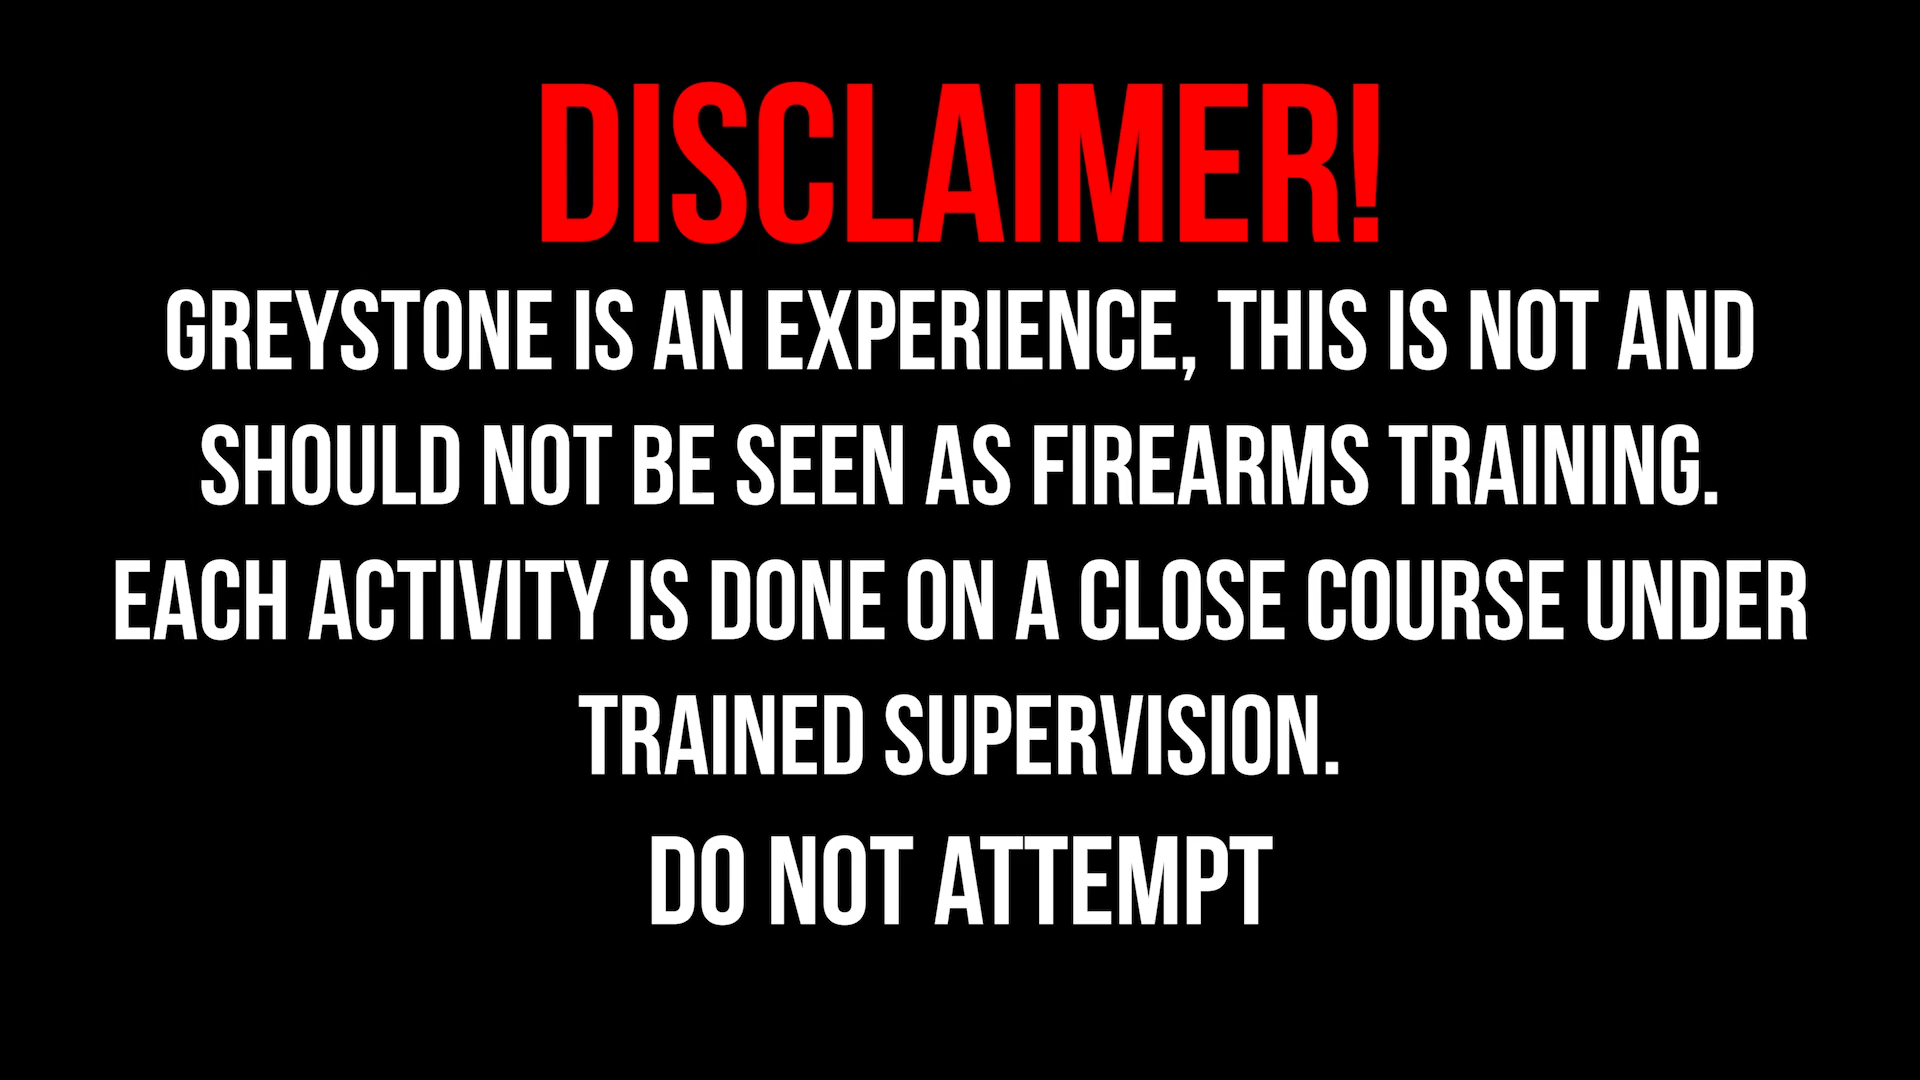 DISCLAIMER!
GREYSTONE IS AN EXPERIENCE, THIS IS NOT AND
SHOULD NOT BE SEEN AS FIREARMS TRAINING.
EACH ACTIVITY IS DONE ON A CLOSE COURSE UNDER
TRAINED SUPERVISION.
DO NOT ATTEMPT